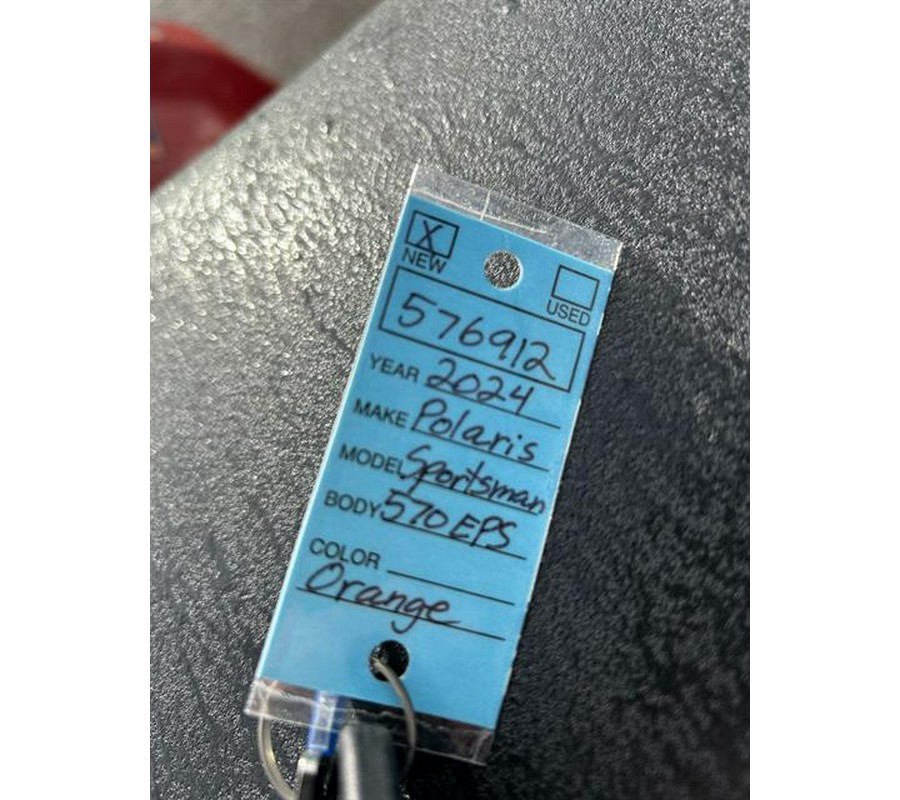 X
NEW
USED
576912
YEAR 2024
MAKE Polaris
MODEL Sportsman
BODY 570 EPS
COLOR
Orange